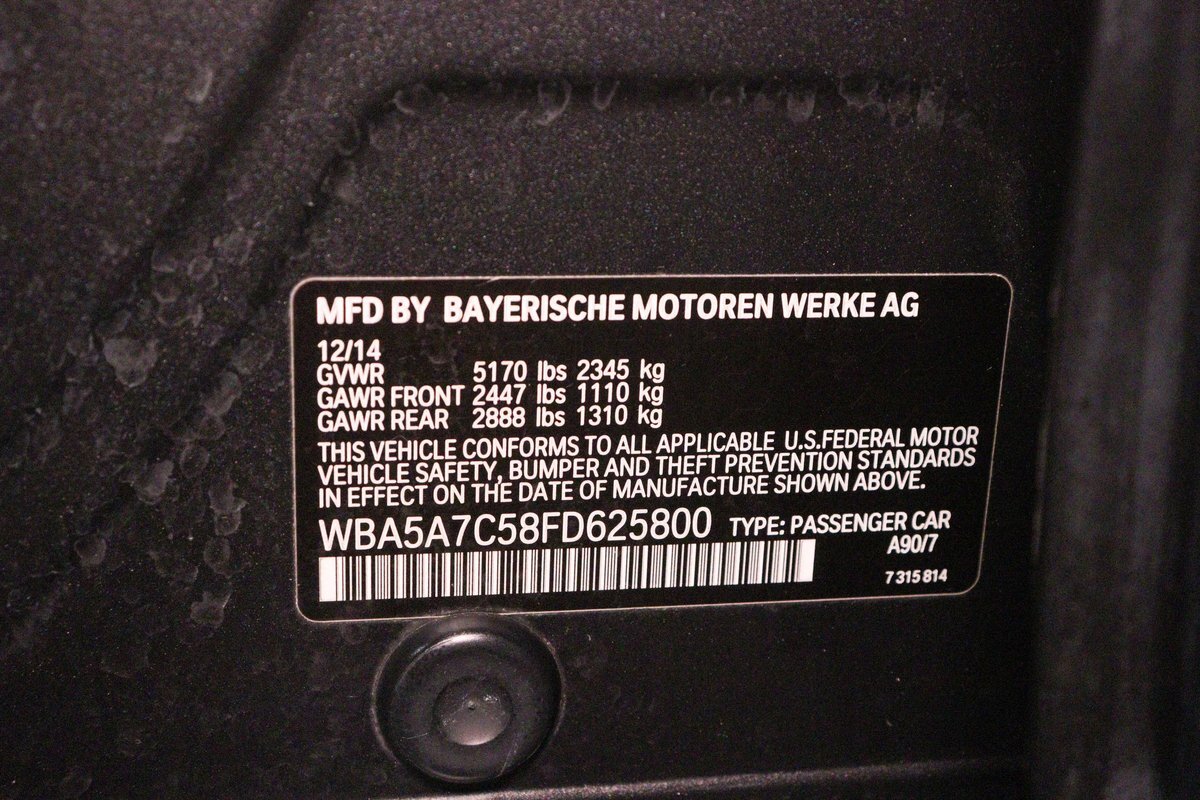 MFD BY BAYERISCHE MOTOREN WERKE AG
12/14
GVWR 5170 lbs 2345 kg
GAWR FRONT 2447 lbs 1110 kg
GAWR REAR 2888 lbs 1310 kg
THIS VEHICLE CONFORMS TO ALL APPLICABLE U.S.FEDERAL MOTOR
VEHICLE SAFETY, BUMPER AND THEFT PREVENTION STANDARDS
IN EFFECT ON THE DATE OF MANUFACTURE SHOWN ABOVE.
WBA5A7C58FD625800 TYPE: PASSENGER CAR
A90/7
7 315 814